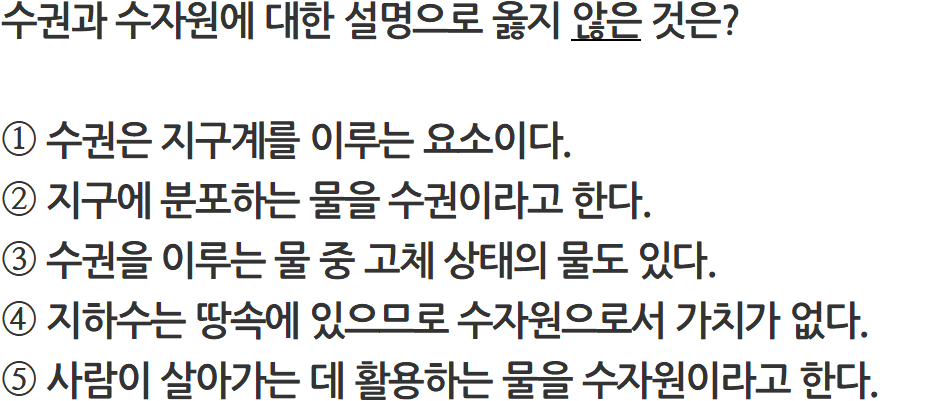 수권과 수자원에 대한 설명으로 옳지 않은 것은?
① 수권은 지구계를 이루는 요소이다.
② 지구에 분포하는 물을 수권이라고 한다.
③ 수권을 이루는 물 중 고체 상태의 물도 있다.
④ 지하수는 땅속에 있으므로 수자원으로서 가치가 없다.
⑤ 사람이 살아가는 데 활용하는 물을 수자원이라고 한다.